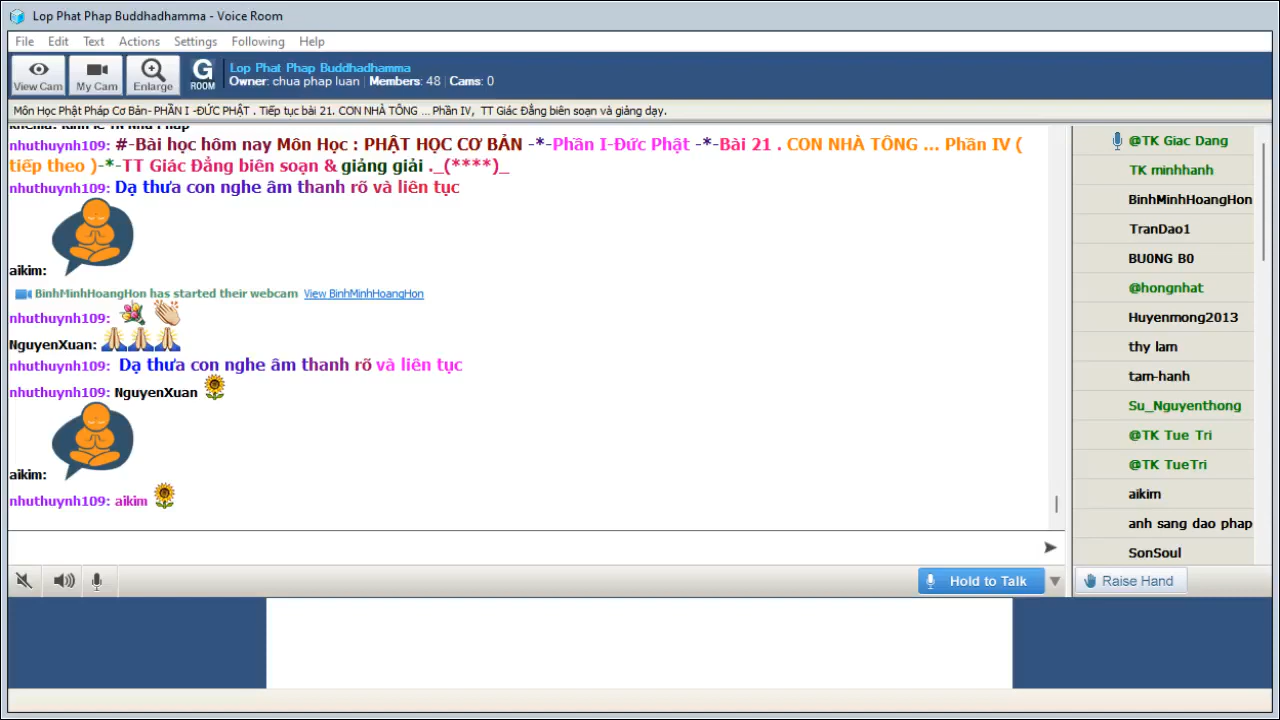 Lop Phat Phap Buddhadhamma - Voice Room
File Edit Text Actions Settings Following Help
View Cam My Cam Enlarge G ROOM
Lop Phat Phap Buddhadhamma
Owner: chua phap luan | Members: 48 | Cams: 0
Môn Học Phật Pháp Cơ Bản- PHẦN I -ĐỨC PHẬT . Tiếp tục bài 21. CON NHÀ TÔNG ... Phần IV, TT Giác Đẳng biên soạn và giảng dạy.
nhuthuynh109: #-Bài học hôm nay Môn Học : PHẬT HỌC CƠ BẢN -*-Phần I-Đức Phật -*-Bài 21 . CON NHÀ TÔNG ... Phần IV (
tiếp theo )-*-TT Giác Đẳng biên soạn & giảng giải ._(****)_
nhuthuynh109: Dạ thưa con nghe âm thanh rõ và liên tục
aikim:
BinhMinhHoangHon has started their webcam View BinhMinhHoangHon
nhuthuynh109:
NguyenXuan:
nhuthuynh109: Dạ thưa con nghe âm thanh rõ và liên tục
nhuthuynh109: NguyenXuan
aikim:
nhuthuynh109: aikim
Hold to Talk
@TK Giac Dang
TK minhhanh
BinhMinhHoangHon
TranDao1
BU0NG B0
@hongnhat
Huyenmong2013
thy lam
tam-hanh
Su_Nguyenthong
@TK Tue Tri
@TK TueTri
aikim
anh sang dao phap
SonSoul
Raise Hand